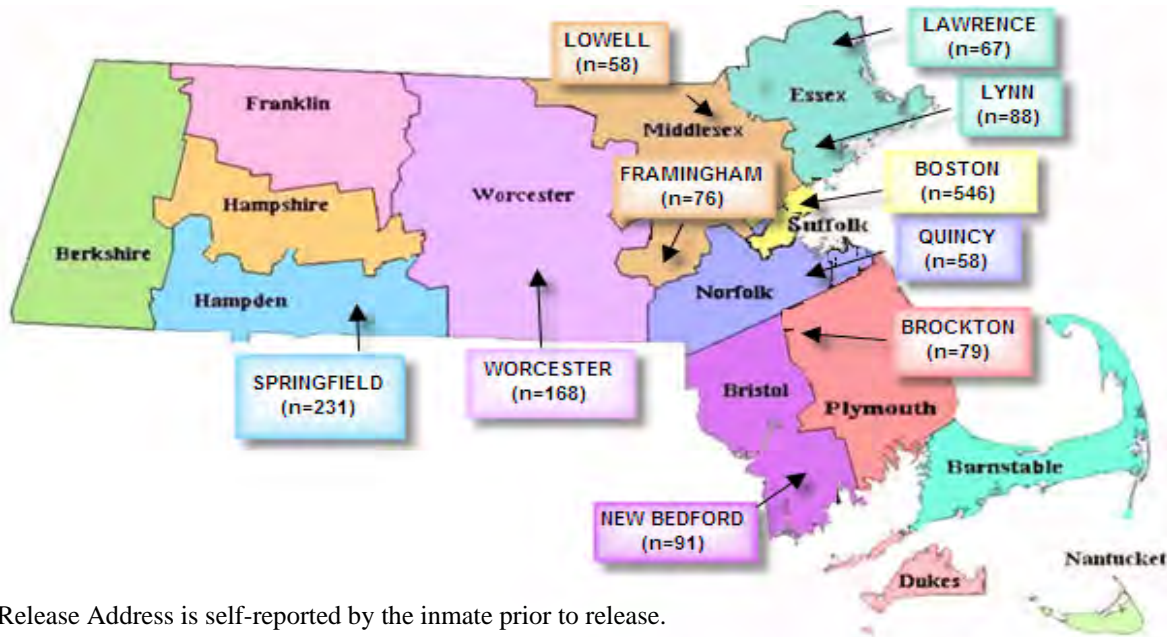 LOWELL
(n=58)
LAWRENCE
(n=67)
Essex
LYNN
(n=88)
Franklin
Middlesex
FRAMINGHAM
(n=76)
BOSTON
(n=546)
Hampshire
Worcester
Suffolk
QUINCY
(n=58)
Berkshire
Hampden
Norfolk
BROCKTON
(n=79)
SPRINGFIELD
(n=231)
WORCESTER
(n=168)
Bristol
Plymouth
Barnstable
NEW BEDFORD
(n=91)
Nantucket
Dukes
Release Address is self-reported by the inmate prior to release.